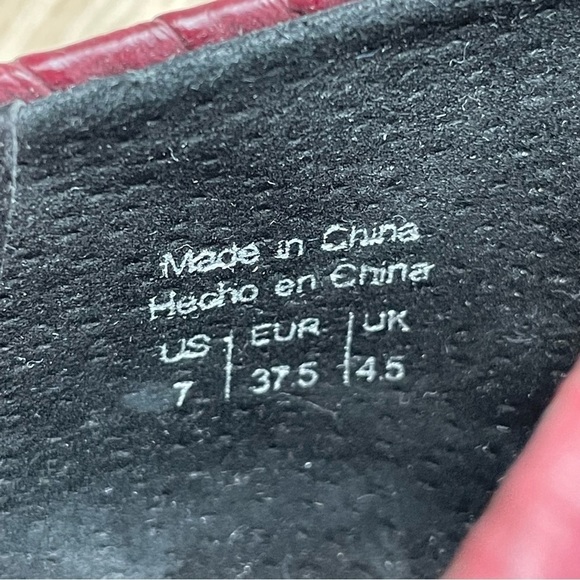 Made in China
Hecho en China
US | EUR | UK
7 | 37.5 | 4.5